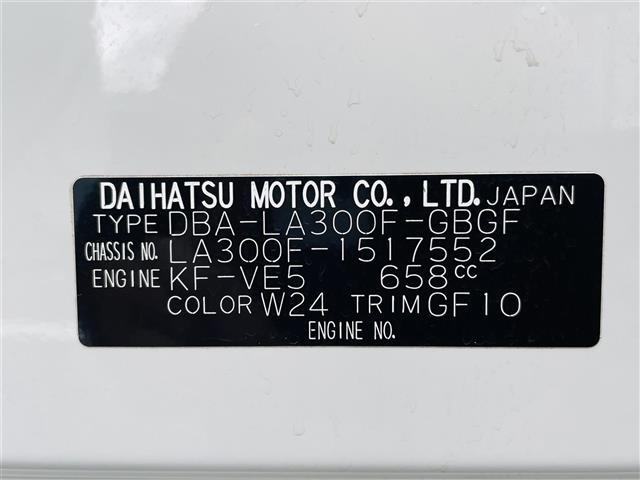 DAIHATSU MOTOR CO., LTD. JAPAN
TYPE DBA-LA300F-GBGF
CHASSIS NO. LA300F-1517552
ENGINE KF-VE5 658cc
COLOR W24 TRIM GF10
ENGINE NO.